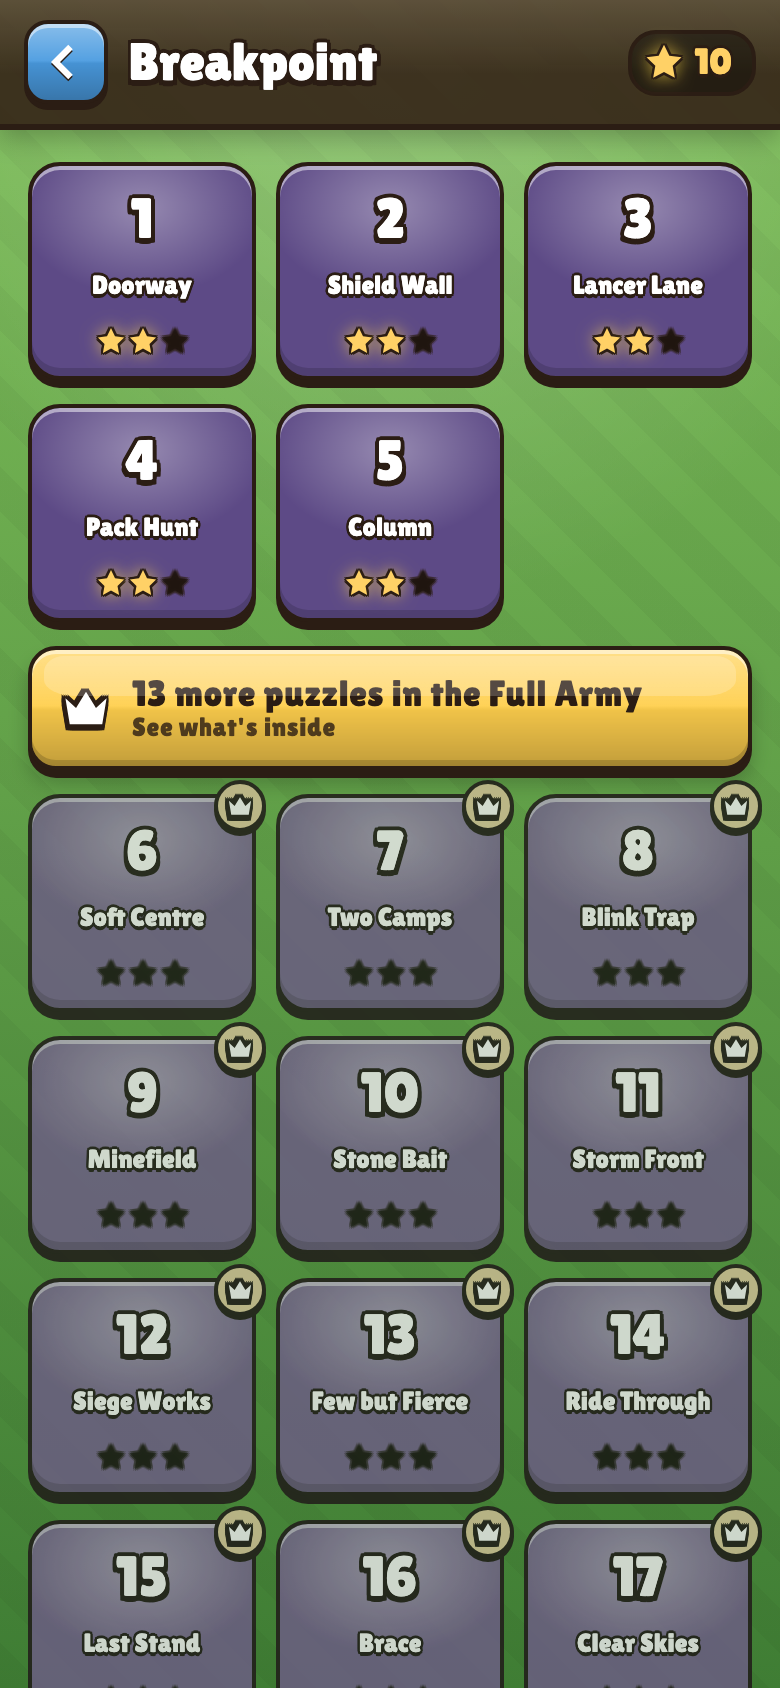 Breakpoint
10
1
Doorway
2
Shield Wall
3
Lancer Lane
4
Pack Hunt
5
Column
13 more puzzles in the Full Army
See what's inside
6
Soft Centre
7
Two Camps
8
Blink Trap
9
Minefield
10
Stone Bait
11
Storm Front
12
Siege Works
13
Few but Fierce
14
Ride Through
15
Last Stand
16
Brace
17
Clear Skies